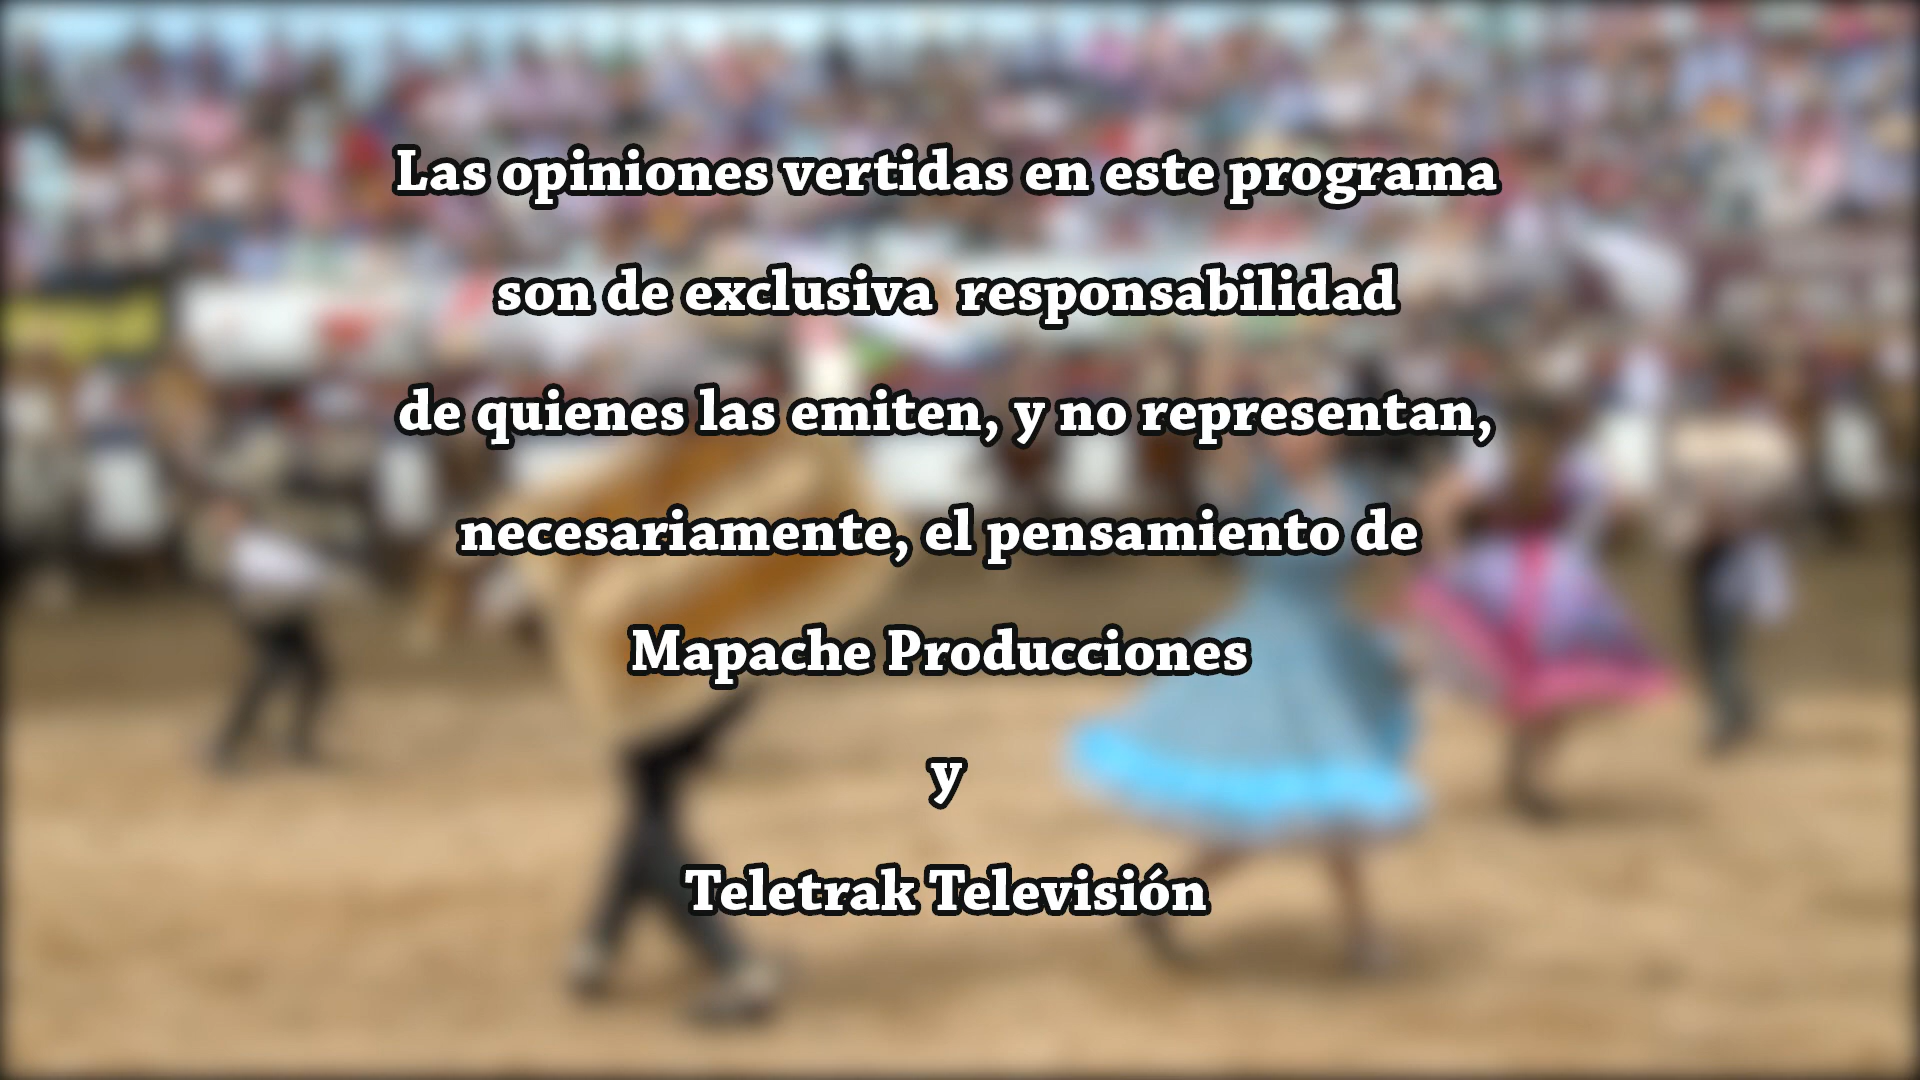 Las opiniones vertidas en este programa
son de exclusiva  responsabilidad
de quienes las emiten, y no representan,
necesariamente, el pensamiento de
Mapache Producciones
y
Teletrak Televisión